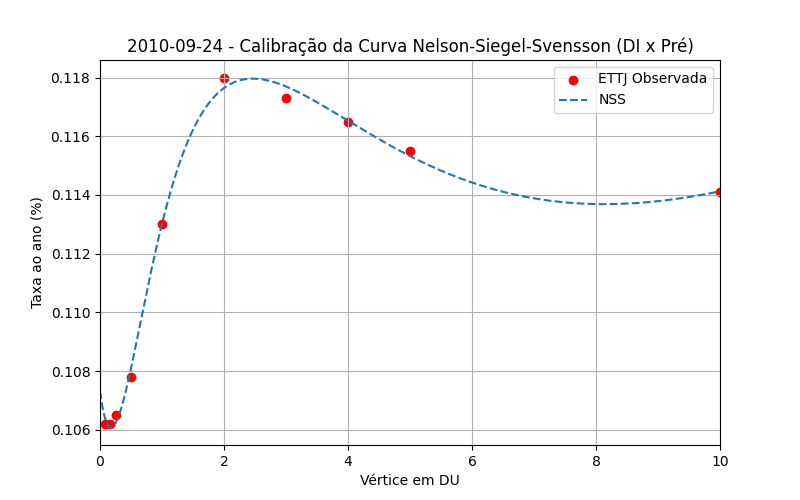 2010-09-24 - Calibração da Curva Nelson-Siegel-Svensson (DI x Pré)
ETTJ Observada
NSS
Taxa ao ano (%)
0.118
0.116
0.114
0.112
0.110
0.108
0.106
0 2 4 6 8 10
Vértice em DU